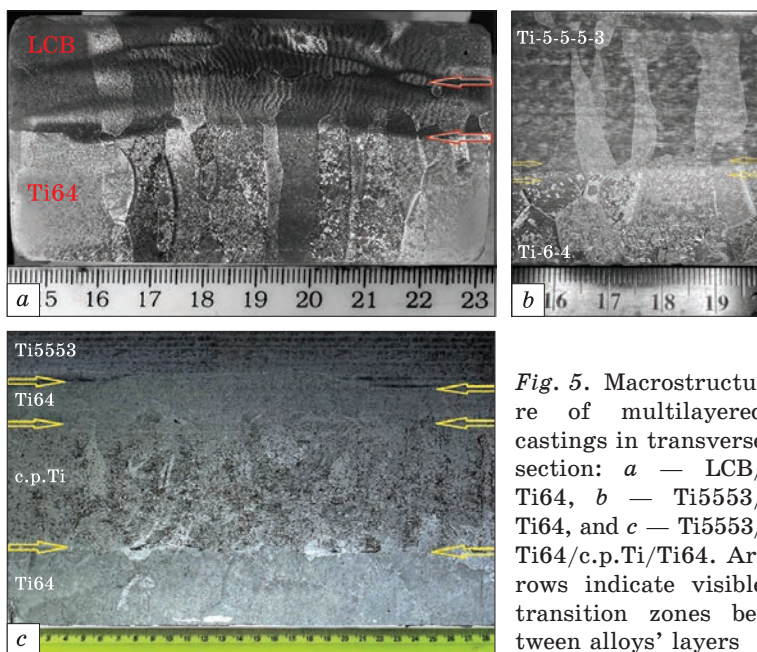 LCB
Ti64
a
5 16 17 18 19 20 21 22 23
Ti-5-5-5-3
Ti-6-4
b
16 17 18 19
Ti5553
Ti64
c.p.Ti
Ti64
c
Fig. 5. Macrostructu-
re of multilayered
castings in transverse
section: a — LCB/
Ti64, b — Ti5553/
Ti64, and c — Ti5553/
Ti64/c.p.Ti/Ti64. Ar-
rows indicate visible
transition zones be-
tween alloys’ layers